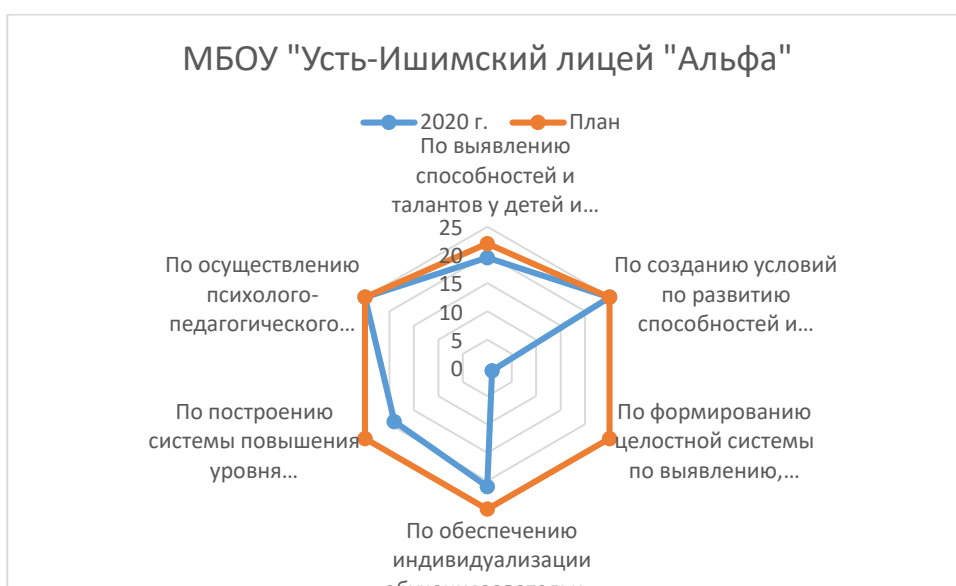 МБОУ "Усть-Ишимский лицей "Альфа"
2020 г. План
По выявлению
способностей и
талантов у детей и...
25
20
15
10
5
0
По созданию условий
по развитию
способностей и...
По формированию
целостной системы
по выявлению,...
По обеспечению
индивидуализации
По построению
системы повышения
уровня...
По осуществлению
психолого-
педагогического...